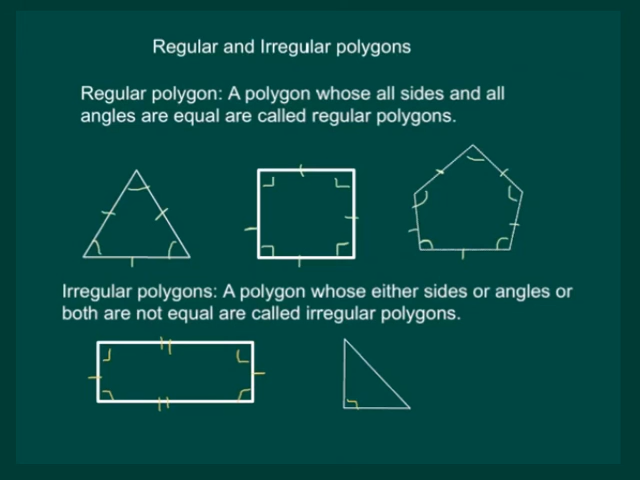 Regular and Irregular polygons
Regular polygon: A polygon whose all sides and all
angles are equal are called regular polygons.
Irregular polygons: A polygon whose either sides or angles or
both are not equal are called irregular polygons.